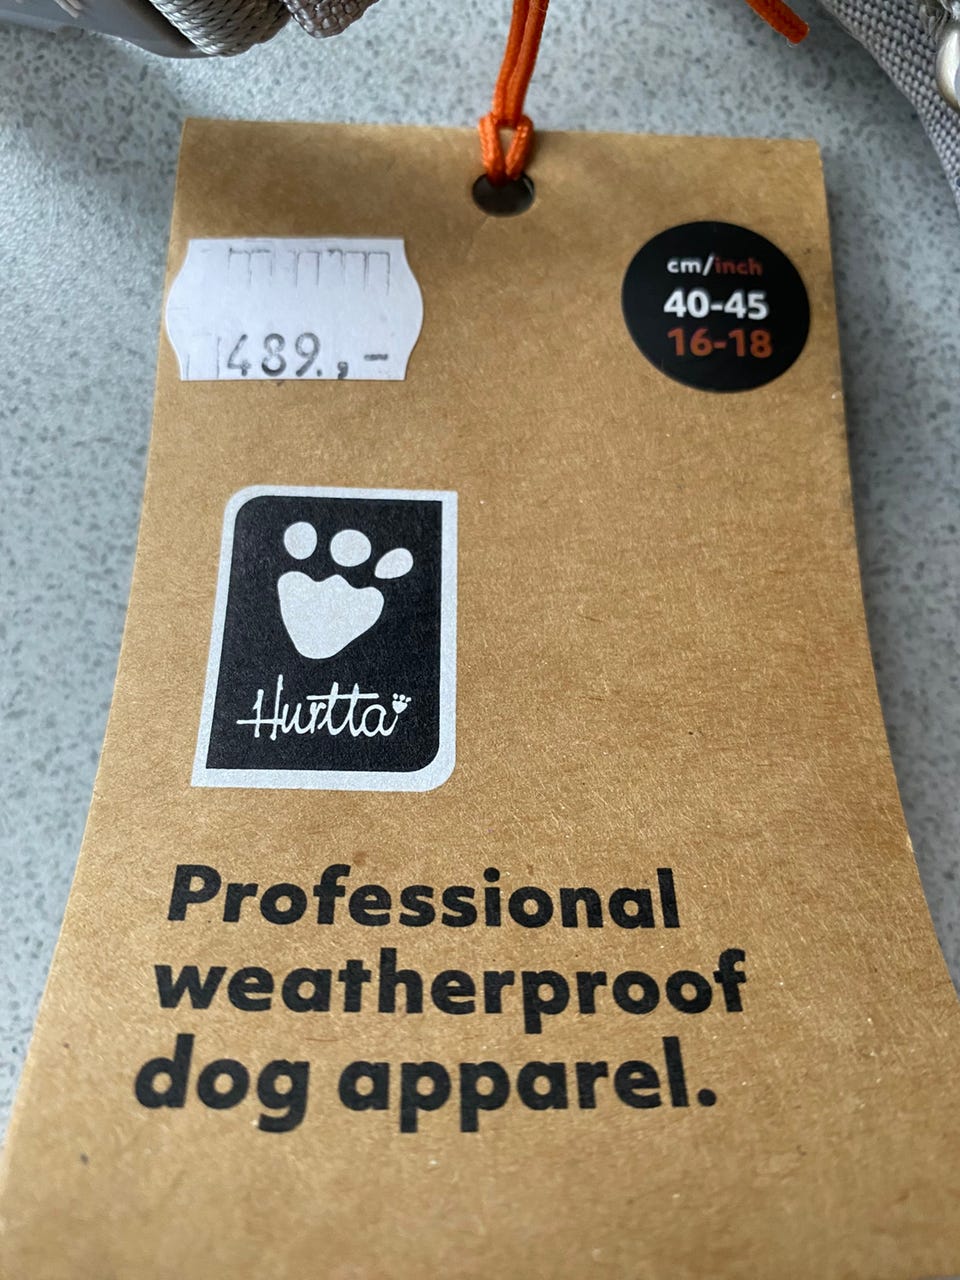 489.,-
cm/inch
40-45
16-18
Hurtta
Professional
weatherproof
dog apparel.